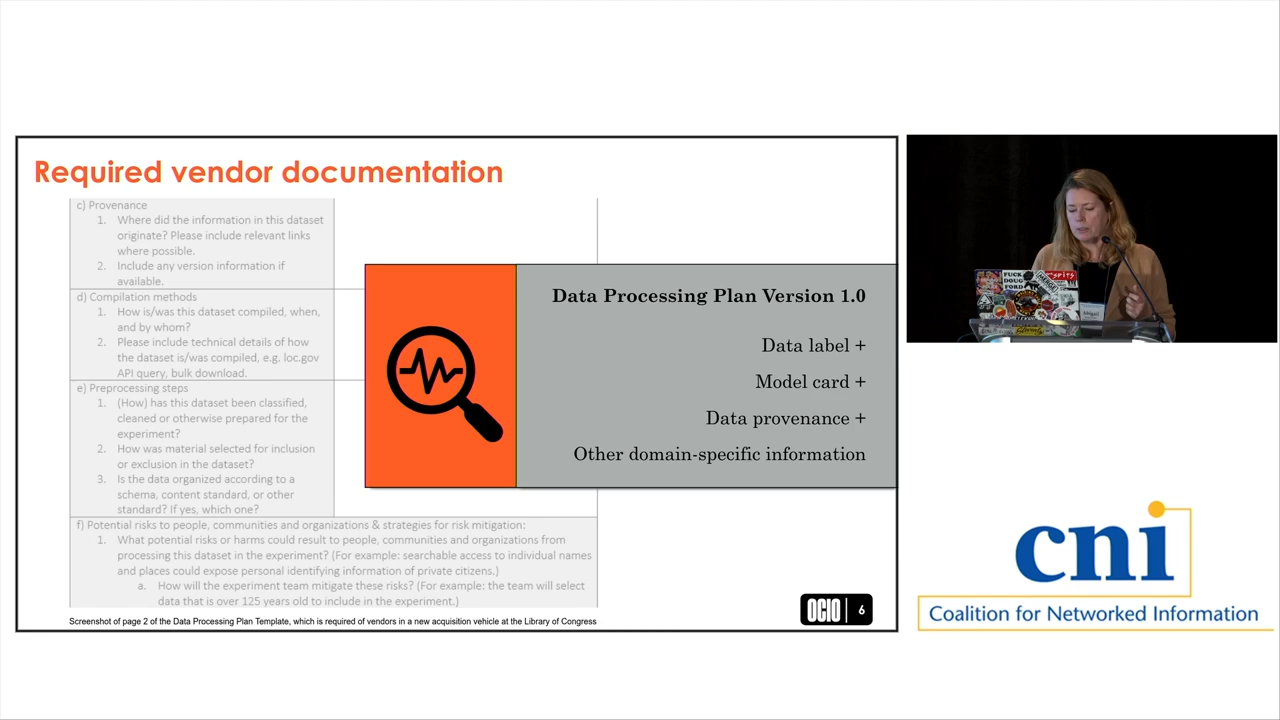 Required vendor documentation
c) Provenance
1. Where did the information in this dataset
originate? Please include relevant links
where possible.
2. Include any version information if
available.
d) Compilation methods
1. How is/was this dataset compiled, when,
and by whom?
2. Please include technical details of how
the dataset is/was compiled, e.g. loc.gov
API query, bulk download.
e) Preprocessing steps
1. (How) has this dataset been classified,
cleaned or otherwise prepared for the
experiment?
2. How was material selected for inclusion
or exclusion in the dataset?
3. Is the data organized according to a
schema, content standard, or other
standard? If yes, which one?
f) Potential risks to people, communities and organizations & strategies for risk mitigation:
1. What potential risks or harms could result to people, communities and organizations from
processing this dataset in the experiment? (For example: searchable access to individual names
and places could expose personal identifying information of private citizens.)
a. How will the experiment team mitigate these risks? (For example: the team will select
data that is over 125 years old to include in the experiment.)
Data Processing Plan Version 1.0
Data label +
Model card +
Data provenance +
Other domain-specific information
Screenshot of page 2 of the Data Processing Plan Template, which is required of vendors in a new acquisition vehicle at the Library of Congress
OCIO 6
FUCK
DOUG
FORD
cni
Coalition for Networked Information